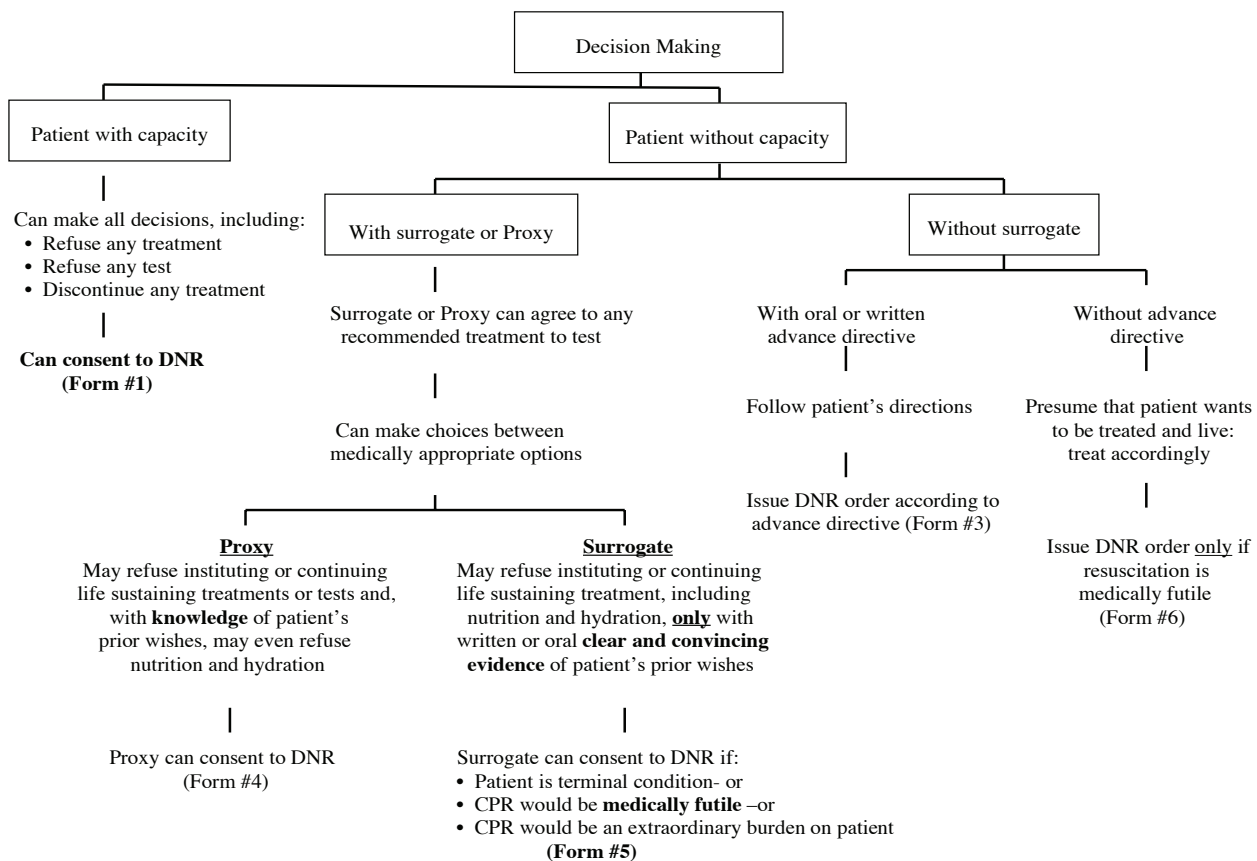 Decision Making
Patient with capacity
Patient without capacity
Can make all decisions, including:
• Refuse any treatment
• Refuse any test
• Discontinue any treatment
Can consent to DNR
(Form #1)
With surrogate or Proxy
Without surrogate
Surrogate or Proxy can agree to any
recommended treatment to test
Can make choices between
medically appropriate options
With oral or written
advance directive
Follow patient’s directions
Issue DNR order according to
advance directive (Form #3)
Without advance
directive
Presume that patient wants
to be treated and live:
treat accordingly
Issue DNR order only if
resuscitation is
medically futile
(Form #6)
Proxy
May refuse instituting or continuing
life sustaining treatments or tests and,
with knowledge of patient’s
prior wishes, may even refuse
nutrition and hydration
Proxy can consent to DNR
(Form #4)
Surrogate
May refuse instituting or continuing
life sustaining treatment, including
nutrition and hydration, only with
written or oral clear and convincing
evidence of patient’s prior wishes
Surrogate can consent to DNR if:
• Patient is terminal condition- or
• CPR would be medically futile –or
• CPR would be an extraordinary burden on patient
(Form #5)